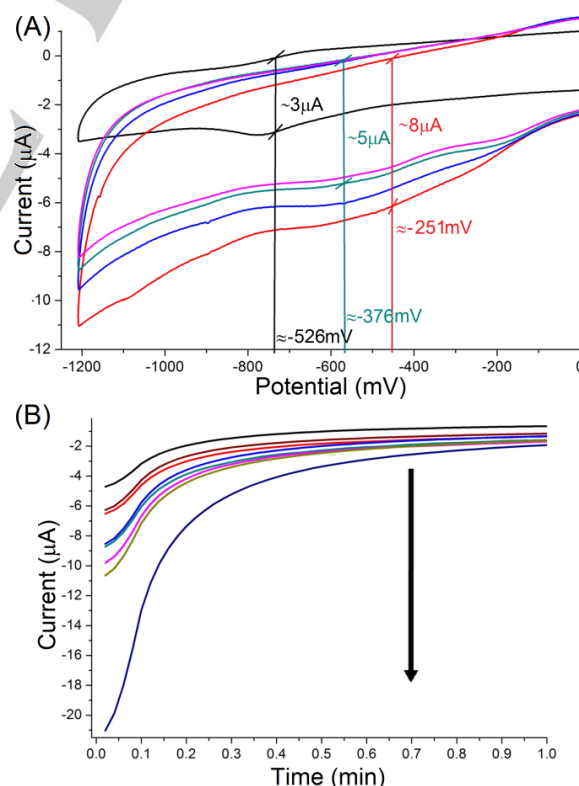 (A)
0
-2
-4
-6
-8
-10
-12
Current (μA)
~3μA
~5μA
~8μA
≈-251mV
≈-376mV
≈-526mV
-1200 -1000 -800 -600 -400 -200 0
Potential (mV)
(B)
-2
-4
-6
-8
-10
-12
-14
-16
-18
-20
Current (μA)
0.0 0.1 0.2 0.3 0.4 0.5 0.6 0.7 0.8 0.9 1.0
Time (min)